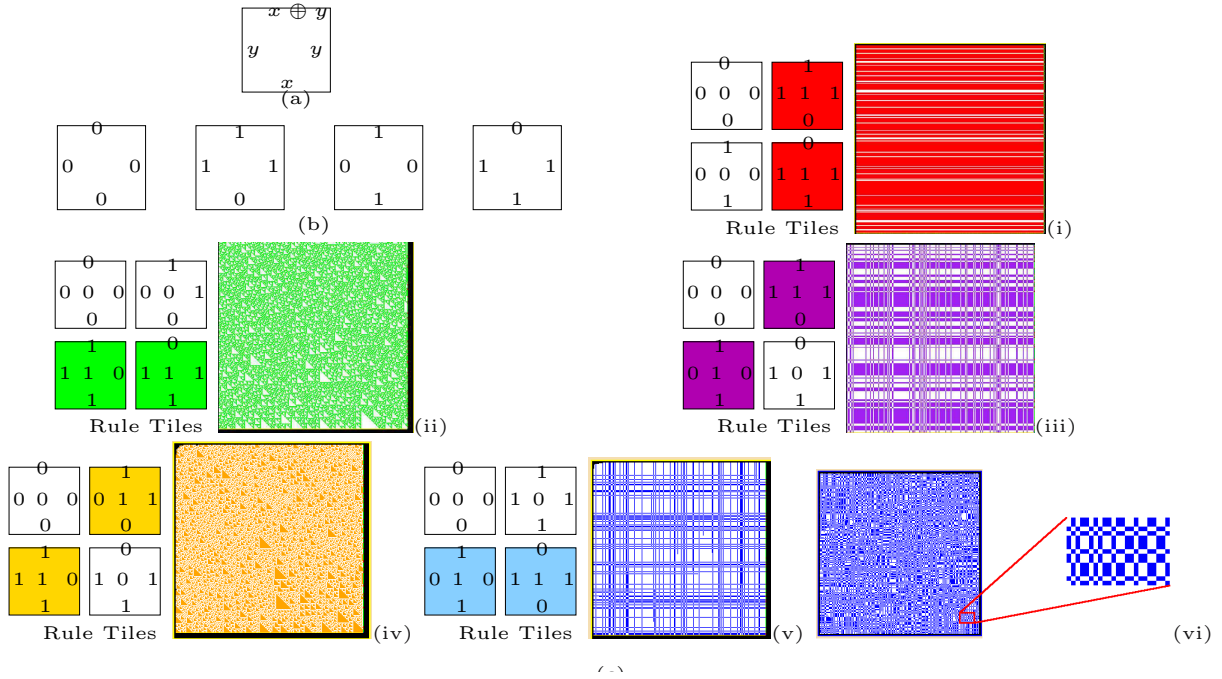 x ⊕ y
y y
x
(a)
0 1 1 0
0 0 1 1 0 0 1 1
0 0 1 1
(b)
0 1
0 0 0 1 1 1
0 0
1 0
0 0 0 1 1 1
1 1
Rule Tiles (i)
0 1
0 0 0 0 0 1
0 0
1 0
1 1 0 1 1 1
1 1
Rule Tiles (ii)
0 1
0 0 0 1 1 1
0 0
1 0
0 1 0 1 0 1
1 1
Rule Tiles (iii)
0 1
0 0 0 0 1 1
0 0
1 0
1 1 0 1 0 1
1 1
Rule Tiles (iv)
0 1
0 0 0 1 0 1
0 1
1 0
0 1 0 1 1 1
1 0
Rule Tiles (v)
(vi)